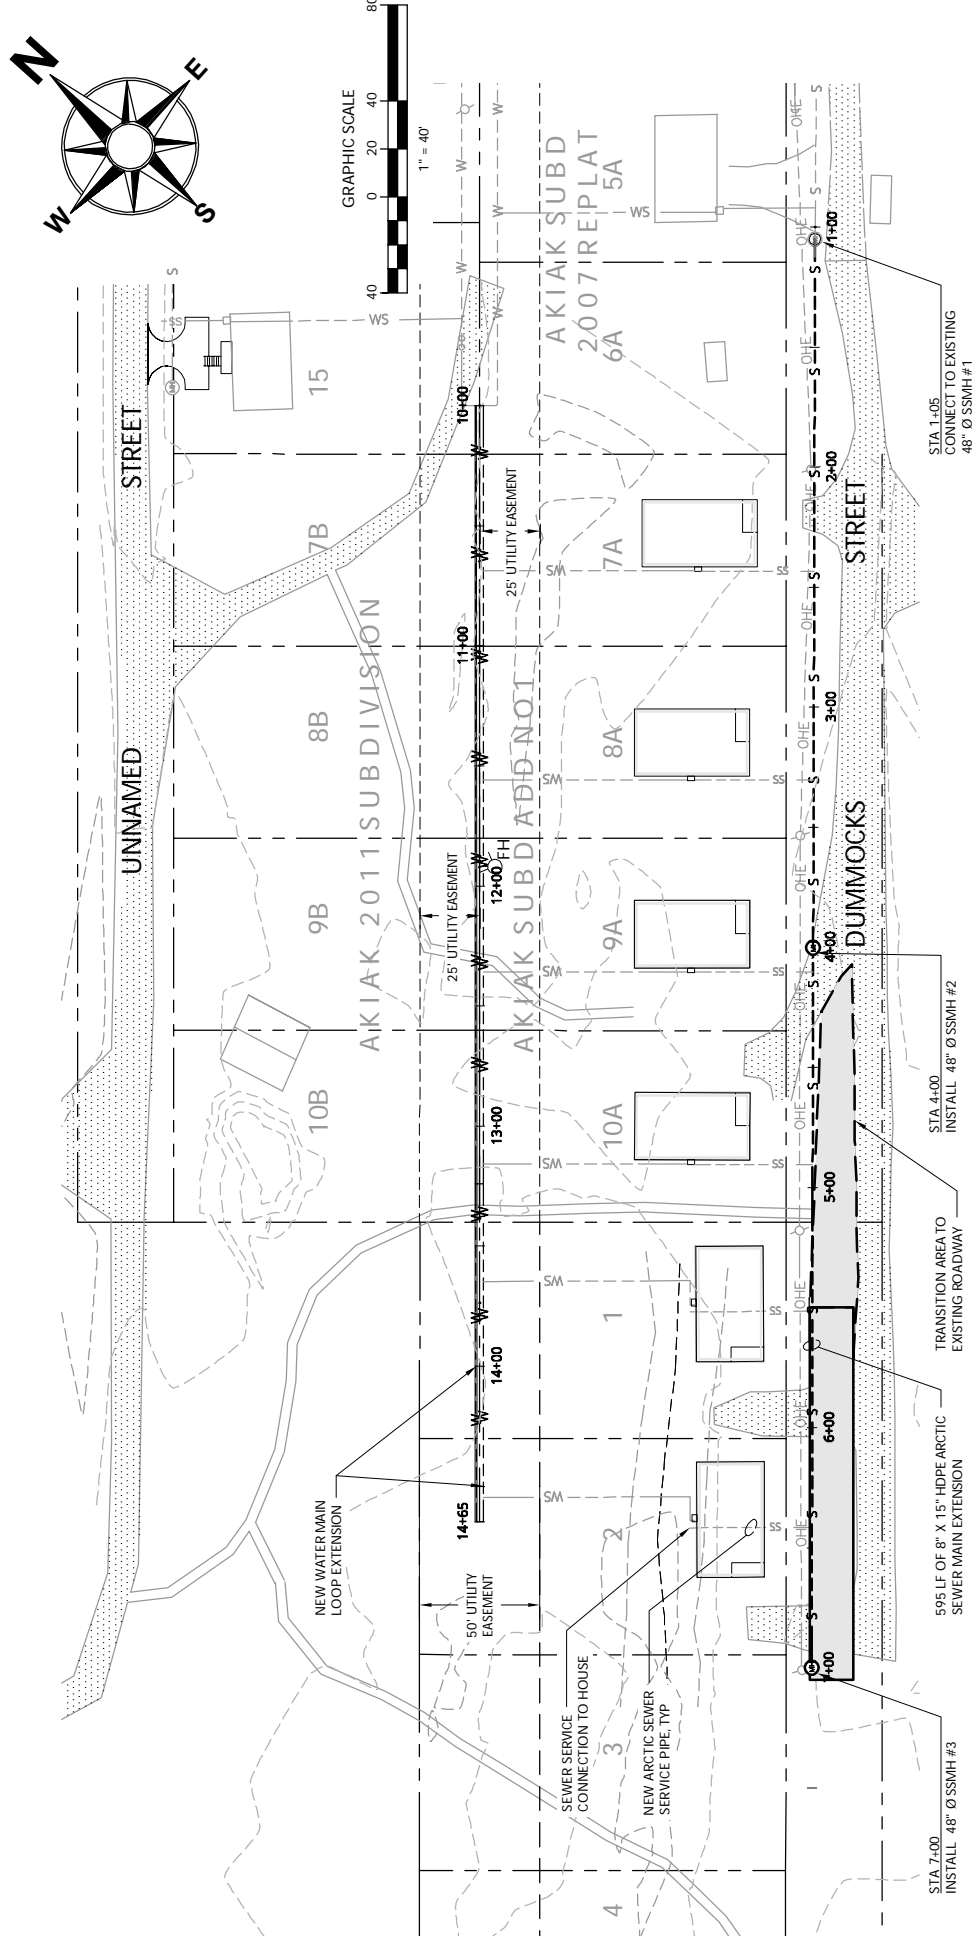 N
E
S
W
GRAPHIC SCALE
40
0
20
40
80
1" = 40'
UNNAMED
STREET
15
7B
8B
9B
10B
AKIAK 2011 SUBDIVISION
AKIAK SUBD ADD NO1
AKIAK SUBD
2007 REPLAT
5A
6A
7A
8A
9A
10A
1
2
3
4
10+00
11+00
12+00
13+00
14+00
14+65
FH
25' UTILITY EASEMENT
25' UTILITY EASEMENT
50' UTILITY
EASEMENT
NEW WATER MAIN
LOOP EXTENSION
SEWER SERVICE
CONNECTION TO HOUSE
NEW ARCTIC SEWER
SERVICE PIPE, TYP
DUMMOCKS
STREET
1+00
2+00
3+00
4+00
5+00
6+00
7+00
STA 1+05
CONNECT TO EXISTING
48" Ø SSMH #1
STA 4+00
INSTALL 48" Ø SSMH #2
TRANSITION AREA TO
EXISTING ROADWAY
595 LF OF 8" X 15" HDPE ARCTIC
SEWER MAIN EXTENSION
STA 7+00
INSTALL 48" Ø SSMH #3
S
SS
WS
W
OHE
MH